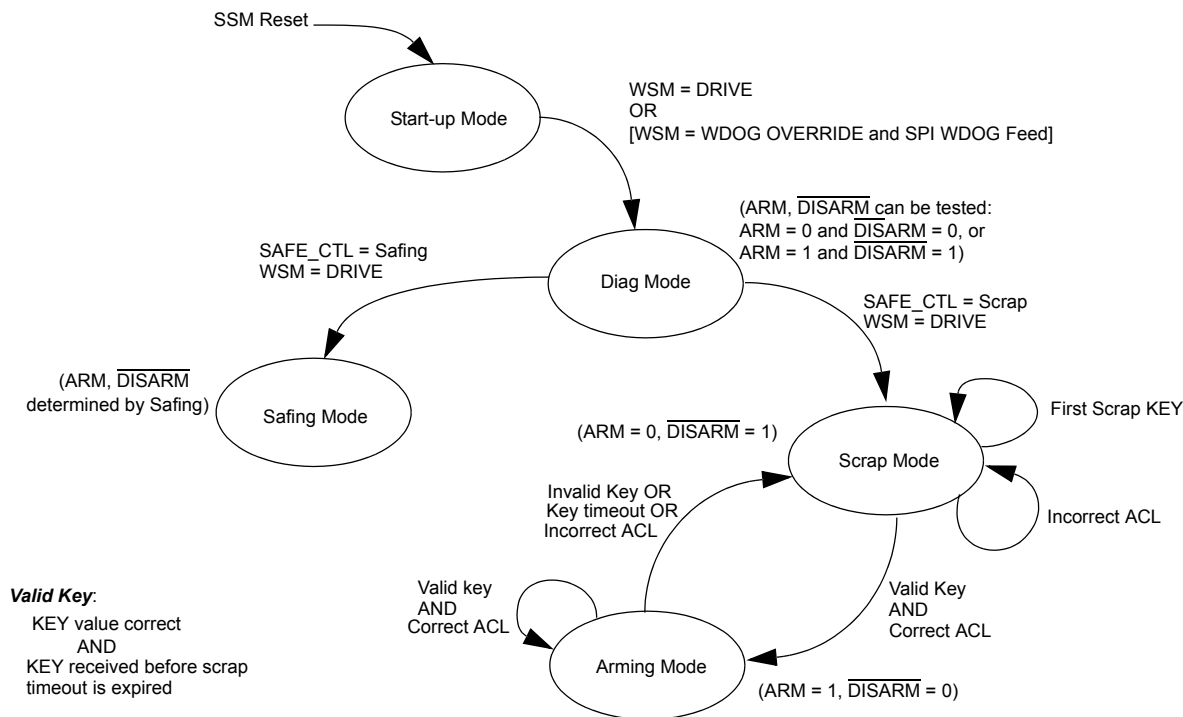 SSM Reset
Start-up Mode
WSM = DRIVE
OR
[WSM = WDOG OVERRIDE and SPI WDOG Feed]
(ARM, DISARM can be tested:
ARM = 0 and DISARM = 0, or
ARM = 1 and DISARM = 1)
SAFE_CTL = Safing
WSM = DRIVE
Diag Mode
SAFE_CTL = Scrap
WSM = DRIVE
(ARM, DISARM
determined by Safing)
Safing Mode
First Scrap KEY
(ARM = 0, DISARM = 1)
Scrap Mode
Invalid Key OR
Key timeout OR
Incorrect ACL
Incorrect ACL
Valid key
AND
Correct ACL
Valid Key
AND
Correct ACL
Valid Key:
KEY value correct
AND
KEY received before scrap
timeout is expired
Arming Mode
(ARM = 1, DISARM = 0)